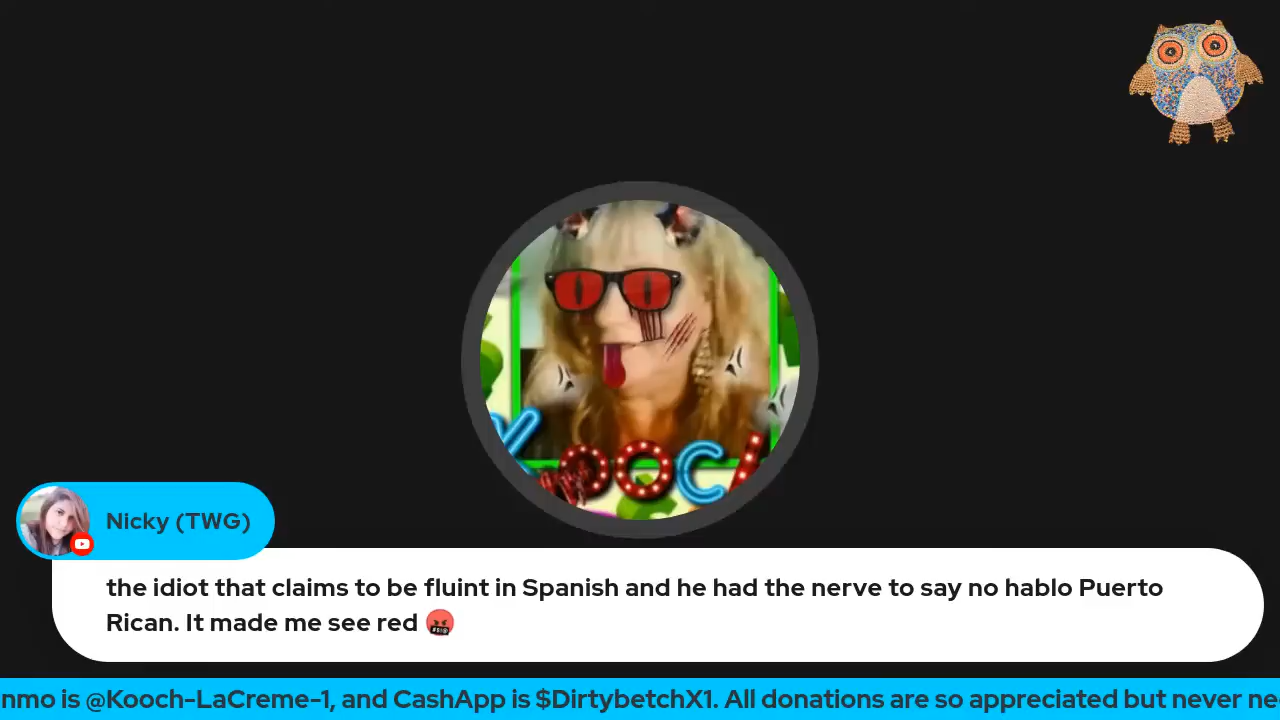 Kooch
Nicky (TWG)
the idiot that claims to be fluint in Spanish and he had the nerve to say no hablo Puerto
Rican. It made me see red
nmo is @Kooch-LaCreme-1, and CashApp is $DirtybetchX1. All donations are so appreciated but never ne